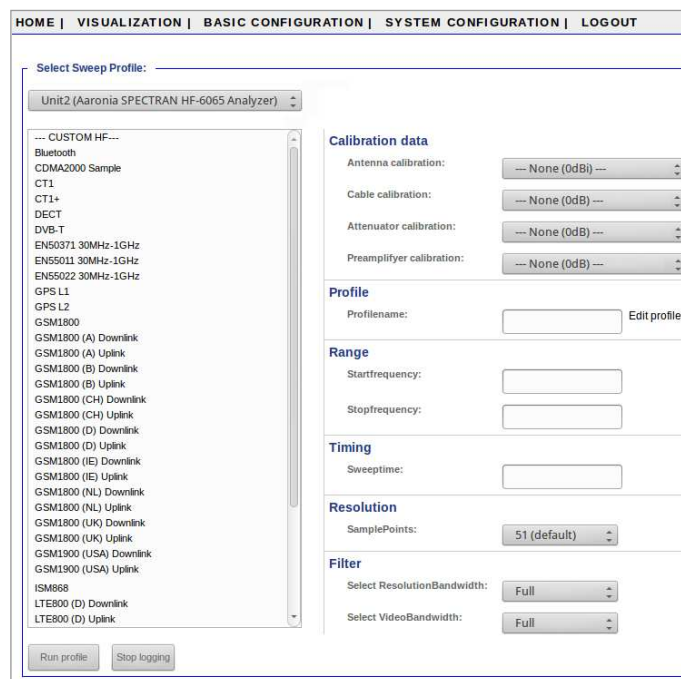 HOME | VISUALIZATION | BASIC CONFIGURATION | SYSTEM CONFIGURATION | LOGOUT
Select Sweep Profile:
Unit2 (Aaronia SPECTRAN HF-6065 Analyzer)
--- CUSTOM HF---
Bluetooth
CDMA2000 Sample
CT1
CT1+
DECT
DVB-T
EN50371 30MHz-1GHz
EN55011 30MHz-1GHz
EN55022 30MHz-1GHz
GPS L1
GPS L2
GSM1800
GSM1800 (A) Downlink
GSM1800 (A) Uplink
GSM1800 (B) Downlink
GSM1800 (B) Uplink
GSM1800 (CH) Downlink
GSM1800 (CH) Uplink
GSM1800 (D) Downlink
GSM1800 (D) Uplink
GSM1800 (IE) Downlink
GSM1800 (IE) Uplink
GSM1800 (NL) Downlink
GSM1800 (NL) Uplink
GSM1800 (UK) Downlink
GSM1800 (UK) Uplink
GSM1900 (USA) Downlink
GSM1900 (USA) Uplink
ISM868
LTE800 (D) Downlink
LTE800 (D) Uplink
Run profile Stop logging
Calibration data
Antenna calibration: --- None (0dBi) ---
Cable calibration: --- None (0dB) ---
Attenuator calibration: --- None (0dB) ---
Preamplifyer calibration: --- None (0dB) ---
Profile
Profilename: Edit profile
Range
Startfrequency:
Stopfrequency:
Timing
Sweeptime:
Resolution
SamplePoints: 51 (default)
Filter
Select ResolutionBandwidth: Full
Select VideoBandwidth: Full